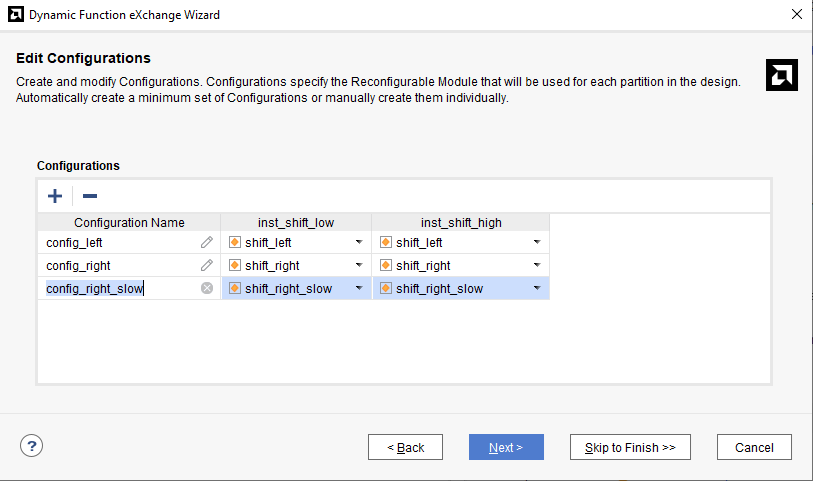 Dynamic Function eXchange Wizard
Edit Configurations
Create and modify Configurations. Configurations specify the Reconfigurable Module that will be used for each partition in the design.
Automatically create a minimum set of Configurations or manually create them individually.
Configurations
Configuration Name inst_shift_low inst_shift_high
config_left shift_left shift_left
config_right shift_right shift_right
config_right_slow shift_right_slow shift_right_slow
? < Back Next > Skip to Finish >> Cancel